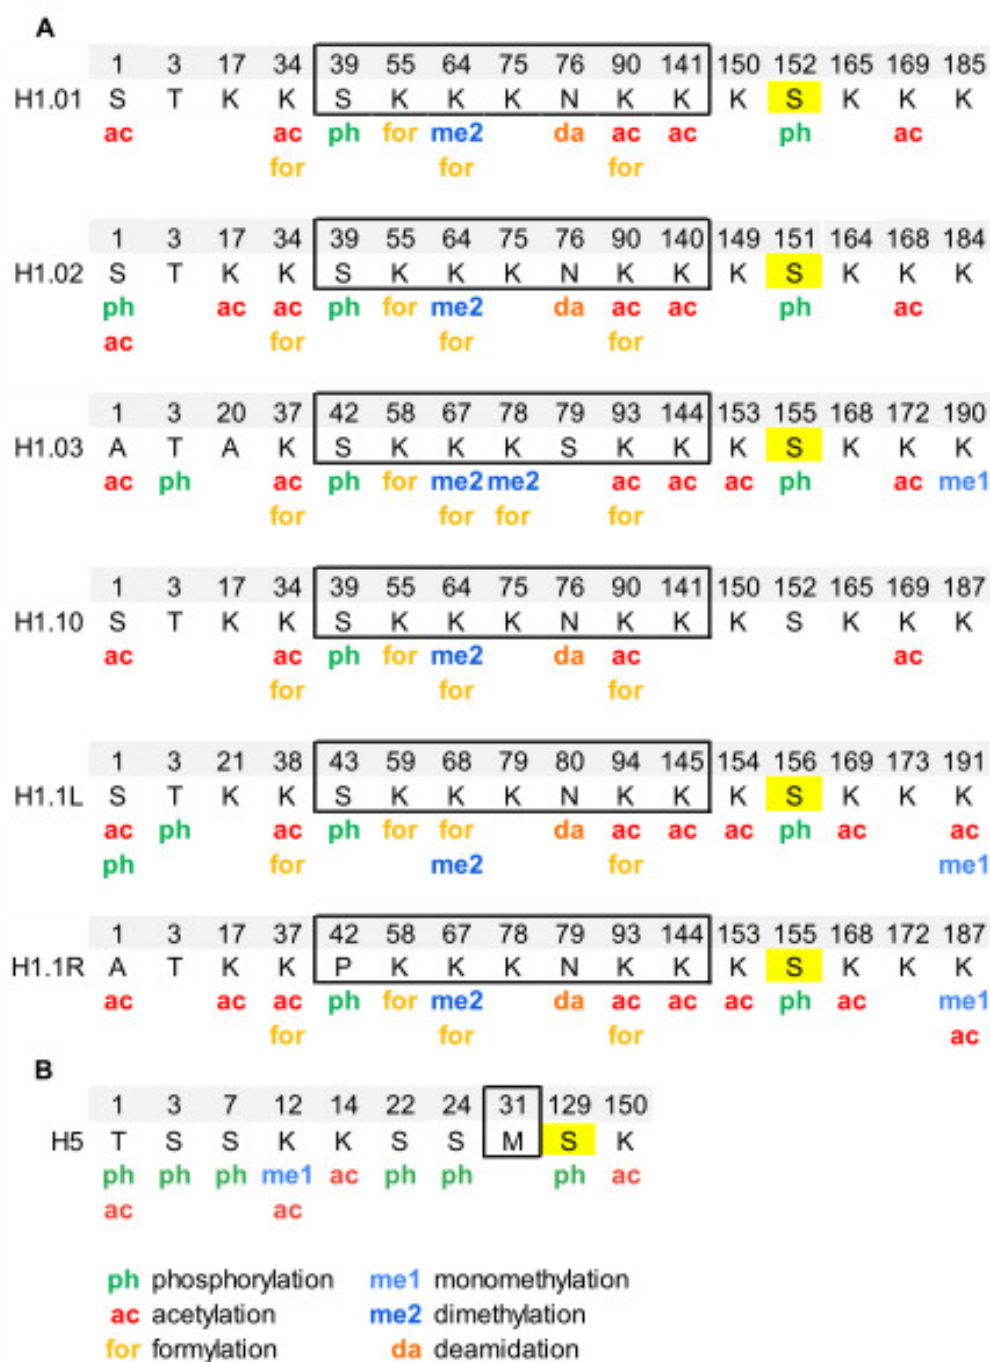 A
1 3 17 34 39 55 64 75 76 90 141 150 152 165 169 185
H1.01 S T K K S K K K N K K K S K K K
ac ac ph for me2 da ac ac ph ac
for for for
1 3 17 34 39 55 64 75 76 90 140 149 151 164 168 184
H1.02 S T K K S K K K N K K K S K K K
ph ac ac ph for me2 da ac ac ph ac
ac for for for
1 3 20 37 42 58 67 78 79 93 144 153 155 168 172 190
H1.03 A T A K S K K K S K K K S K K K
ac ph ac ph for me2 me2 ac ac ac ph ac me1
for for for for
1 3 17 34 39 55 64 75 76 90 141 150 152 165 169 187
H1.10 S T K K S K K K N K K K S K K K
ac ac ph for me2 da ac ac
for for for
1 3 21 38 43 59 68 79 80 94 145 154 156 169 173 191
H1.1L S T K K S K K K N K K K S K K K
ac ph ac ph for for da ac ac ac ph ac ac
ph for me2 for me1
1 3 17 37 42 58 67 78 79 93 144 153 155 168 172 187
H1.1R A T K K P K K K N K K K S K K K
ac ac ac ph for me2 da ac ac ac ph ac me1
for for for ac
B
1 3 7 12 14 22 24 31 129 150
H5 T S S K K S S M S K
ph ph ph me1 ac ph ph ph ac
ac ac
ph phosphorylation me1 monomethylation
ac acetylation me2 dimethylation
for formylation da deamidation